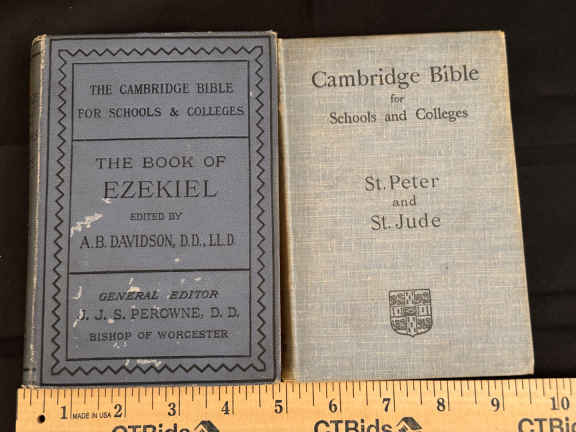 THE CAMBRIDGE BIBLE
FOR SCHOOLS & COLLEGES
THE BOOK OF
EZEKIEL
EDITED BY
A.B. DAVIDSON, D.D., LL.D.
GENERAL EDITOR
J. J. S. PEROWNE, D. D.
BISHOP OF WORCESTER
Cambridge Bible
for
Schools and Colleges
St. Peter
and
St. Jude
1 MADE IN USA 2 3 4 5 6 7 8 9 10
CTBids CTBids CTBids